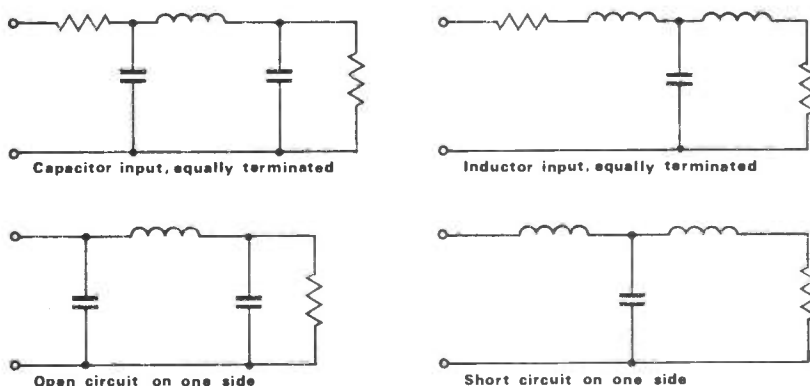 Capacitor input, equally terminated
Inductor input, equally terminated
Open circuit on one side
Short circuit on one side